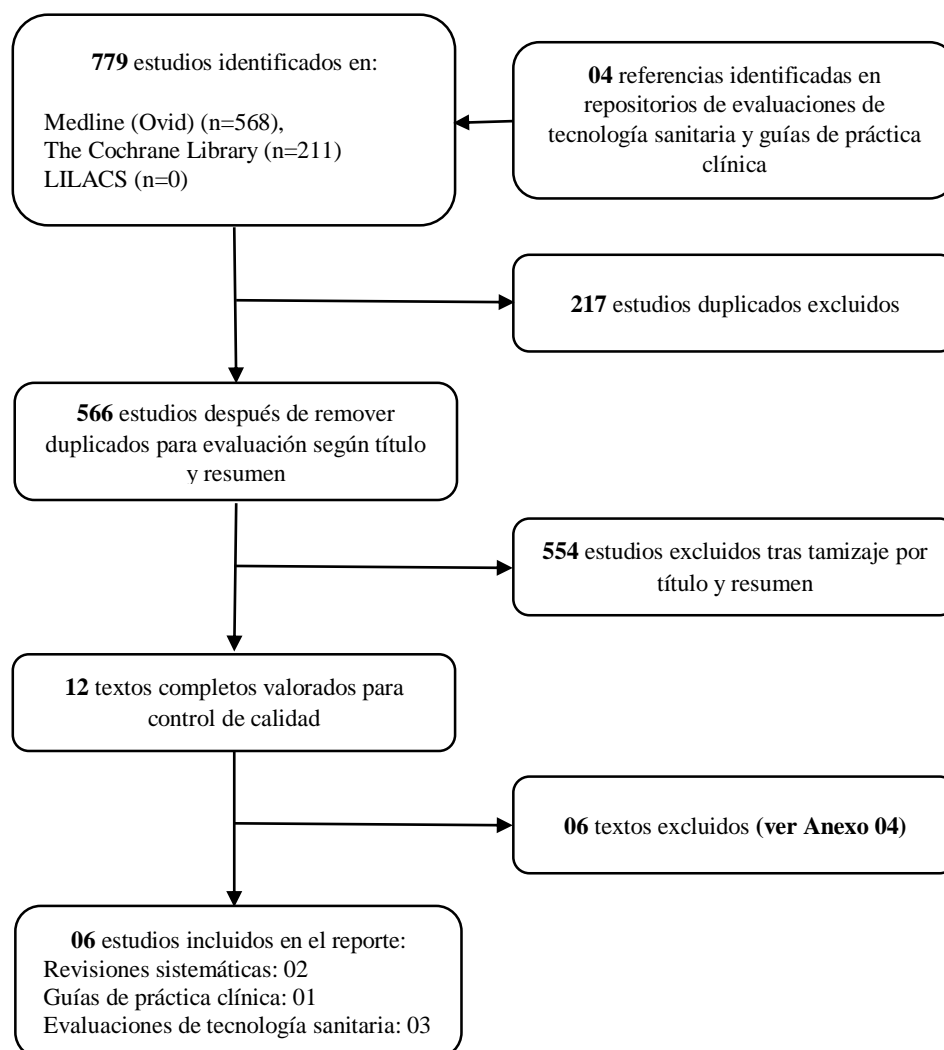 779 estudios identificados en:
Medline (Ovid) (n=568),
The Cochrane Library (n=211)
LILACS (n=0)
04 referencias identificadas en
repositorios de evaluaciones de
tecnología sanitaria y guías de práctica
clínica
217 estudios duplicados excluidos
566 estudios después de remover
duplicados para evaluación según título
y resumen
554 estudios excluidos tras tamizaje por
título y resumen
12 textos completos valorados para
control de calidad
06 textos excluidos (ver Anexo 04)
06 estudios incluidos en el reporte:
Revisiones sistemáticas: 02
Guías de práctica clínica: 01
Evaluaciones de tecnología sanitaria: 03